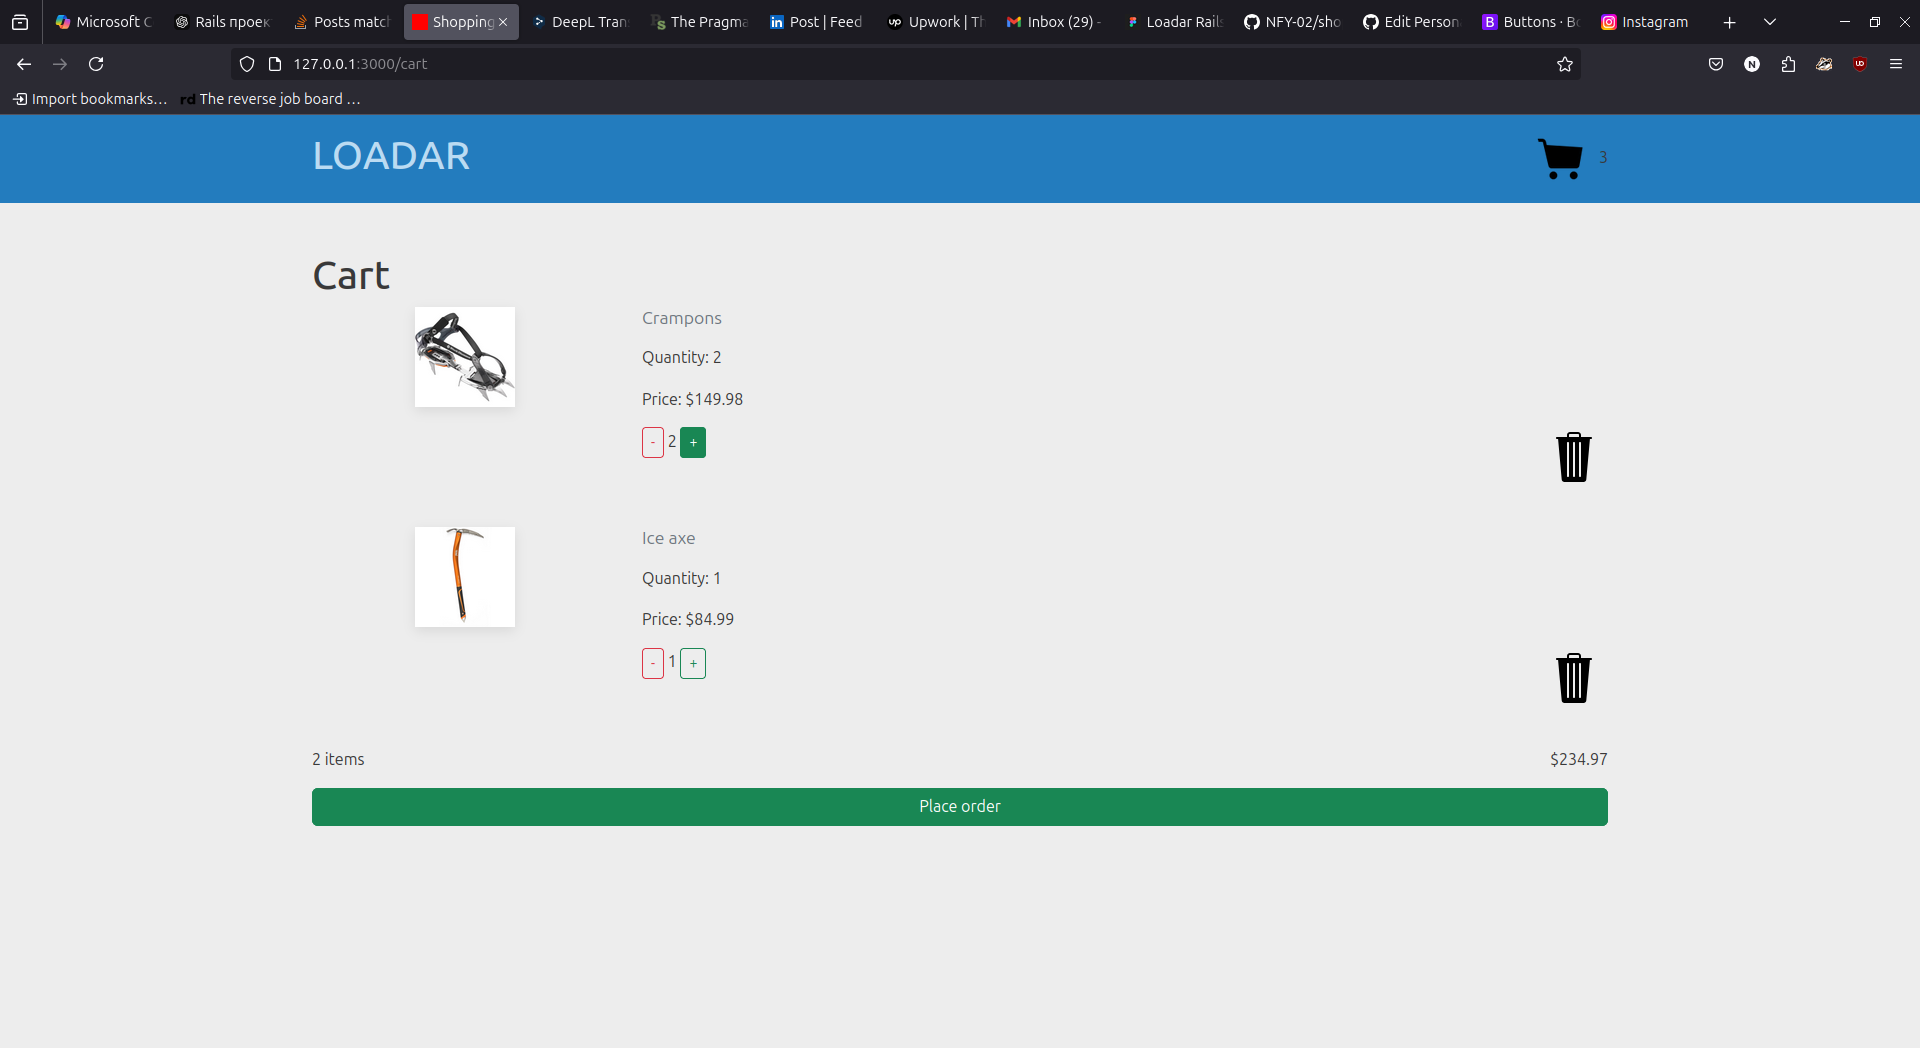 Microsoft C
Rails проек
Posts match
Shopping
DeepL Tran
The Pragma
Post | Feed
Upwork | Th
Inbox (29) -
Loadar Rails
NFY-02/sho
Edit Person
Buttons · Bo
Instagram
127.0.0.1:3000/cart
Import bookmarks...
rd The reverse job board ...
LOADAR
3
Cart
Crampons
Quantity: 2
Price: $149.98
- 2 +
Ice axe
Quantity: 1
Price: $84.99
- 1 +
2 items
$234.97
Place order